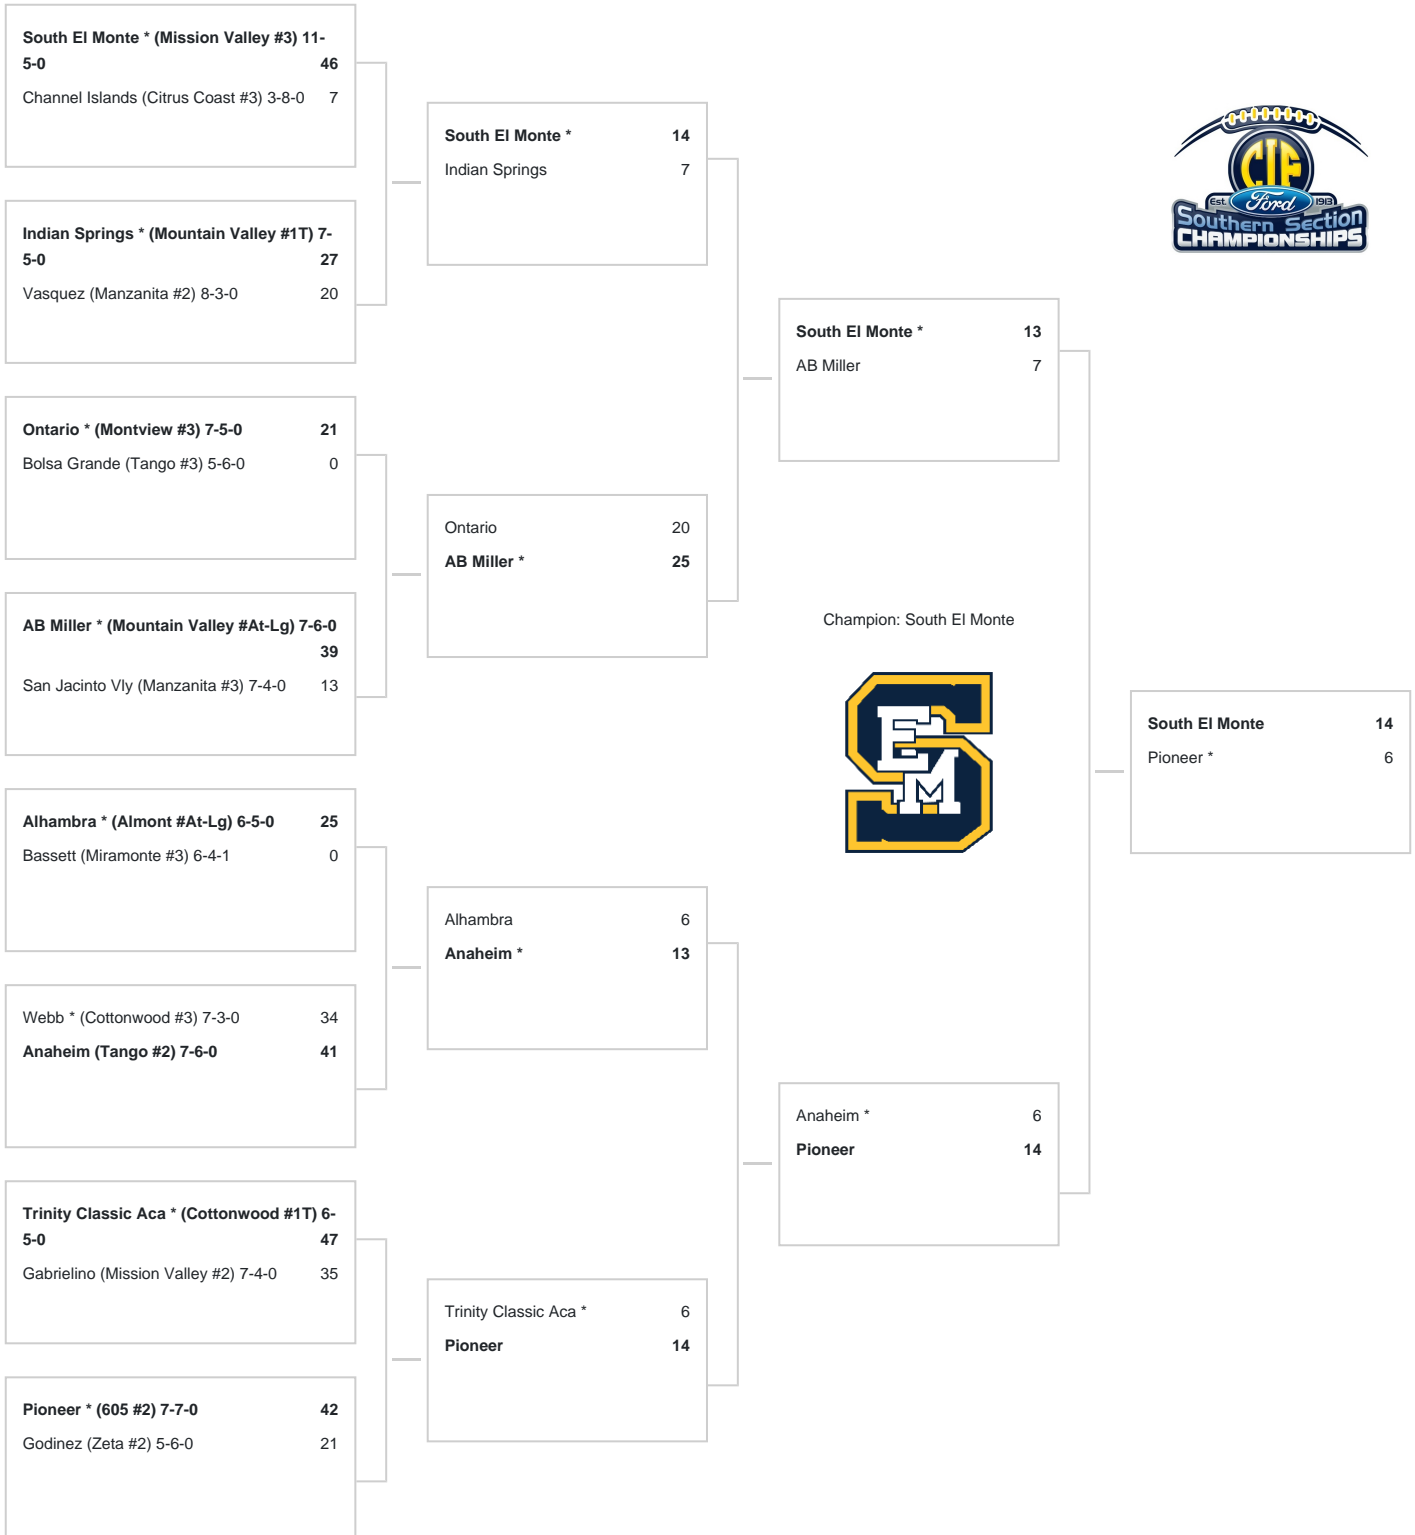 South El Monte * (Mission Valley #3) 11-
5-0 46
Channel Islands (Citrus Coast #3) 3-8-0 7
Indian Springs * (Mountain Valley #1T) 7-
5-0 27
Vasquez (Manzanita #2) 8-3-0 20
Ontario * (Montview #3) 7-5-0 21
Bolsa Grande (Tango #3) 5-6-0 0
AB Miller * (Mountain Valley #At-Lg) 7-6-0
39
San Jacinto Vly (Manzanita #3) 7-4-0 13
Alhambra * (Almont #At-Lg) 6-5-0 25
Bassett (Miramonte #3) 6-4-1 0
Webb * (Cottonwood #3) 7-3-0 34
Anaheim (Tango #2) 7-6-0 41
Trinity Classic Aca * (Cottonwood #1T) 6-
5-0 47
Gabrielino (Mission Valley #2) 7-4-0 35
Pioneer * (605 #2) 7-7-0 42
Godinez (Zeta #2) 5-6-0 21
South El Monte * 14
Indian Springs 7
Ontario 20
AB Miller * 25
Alhambra 6
Anaheim * 13
Trinity Classic Aca * 6
Pioneer 14
South El Monte * 13
AB Miller 7
Anaheim * 6
Pioneer 14
Champion: South El Monte
S EM
South El Monte 14
Pioneer * 6
CIF
Est. Ford 1913
Southern Section
CHAMPIONSHIPS